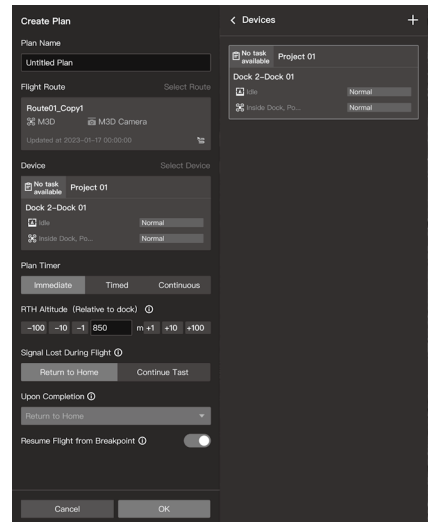 Create Plan
Plan Name
Untitled Plan
Flight Route Select Route
Route01_Copy1
M3D M3D Camera
Updated at 2023-01-17 00:00:00
Device Select Device
No task available Project 01
Dock 2-Dock 01
Idle Normal
Inside Dock, Po... Normal
Plan Timer
Immediate Timed Continuous
RTH Altitude (Relative to dock)
-100 -10 -1 850 m +1 +10 +100
Signal Lost During Flight
Return to Home Continue Tast
Upon Completion
Return to Home
Resume Flight from Breakpoint
Cancel OK
Devices
No task available Project 01
Dock 2-Dock 01
Idle Normal
Inside Dock, Po... Normal